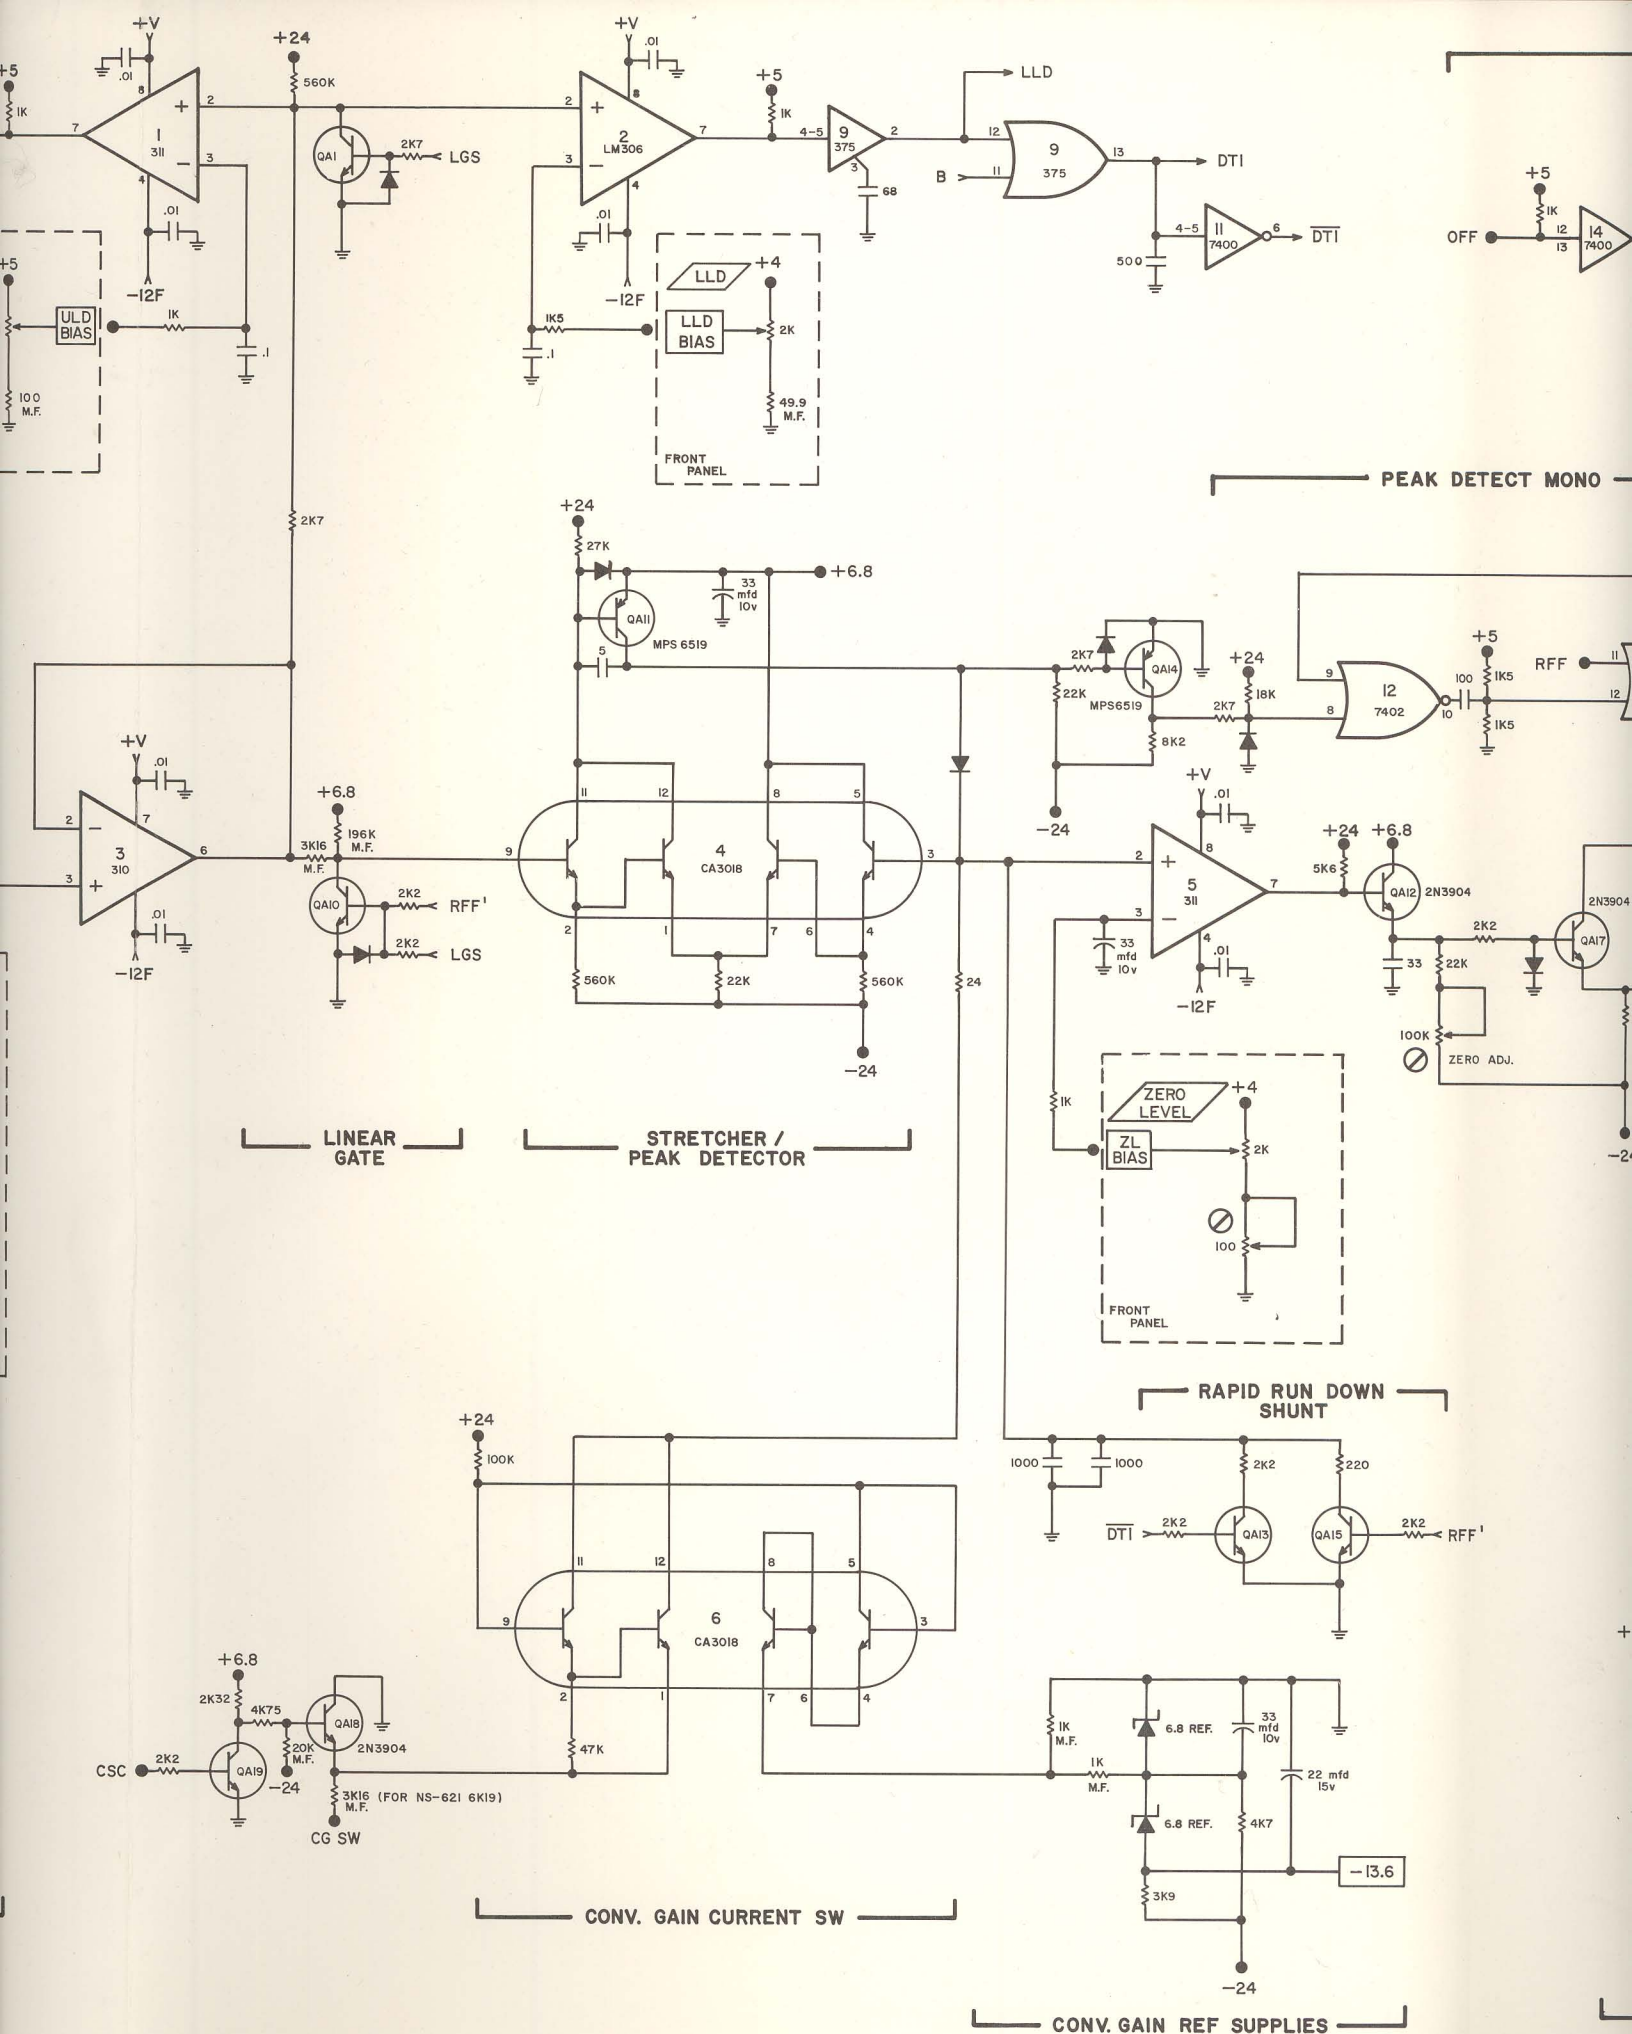 +V
.01
+24
560K
+5
1K
8
+
2
7
1
311
3
−
4
QA1
2K7
LGS
.01
−12F
+5
ULD
BIAS
1K
.1
100
M.F.
+V
.01
8
2
+
7
2
LM306
3
−
4
.01
−12F
+5
1K
4-5
9
375
2
3
68
LLD
12
B
11
9
375
13
DTI
500
4-5
11
7400
6
DTI
+5
1K
OFF
12
13
14
7400
1K5
.1
LLD
+4
LLD
BIAS
2K
49.9
M.F.
FRONT
PANEL
PEAK DETECT MONO
2K7
+24
27K
+6.8
33
mfd
10v
QA11
MPS 6519
5
2K7
QA14
MPS6519
22K
−24
8K2
2K7
+24
18K
9
8
12
7402
10
100
+5
1K5
1K5
RFF
11
12
+V
.01
7
2
−
3
310
6
3
+
.01
−12F
+6.8
196K
M.F.
3K16
M.F.
QA10
2K2
RFF'
2K2
LGS
11
12
8
5
9
4
CA3018
3
2
1
7
6
4
560K
22K
560K
−24
24
+V
.01
8
2
+
5
311
7
3
−
4
.01
−12F
33
mfd
10v
+24
5K6
+6.8
QA12
2N3904
33
22K
2K2
2N3904
QA17
100K
ZERO ADJ.
−24
1K
ZERO
LEVEL
+4
ZL
BIAS
2K
100
FRONT
PANEL
LINEAR
GATE
STRETCHER /
PEAK DETECTOR
RAPID RUN DOWN
SHUNT
1000
1000
2K2
220
DTI
2K2
QA13
QA15
2K2
RFF'
+24
100K
11
12
8
5
9
6
CA3018
3
2
1
7
6
4
47K
+6.8
2K32
4K75
QA18
2N3904
20K
M.F.
−24
CSC
2K2
QA19
3K16 (FOR NS-621 6K19)
M.F.
CG SW
1K
M.F.
1K
M.F.
6.8 REF.
33
mfd
10v
6.8 REF.
4K7
22 mfd
15v
−13.6
3K9
−24
+
CONV. GAIN CURRENT SW
CONV. GAIN REF SUPPLIES